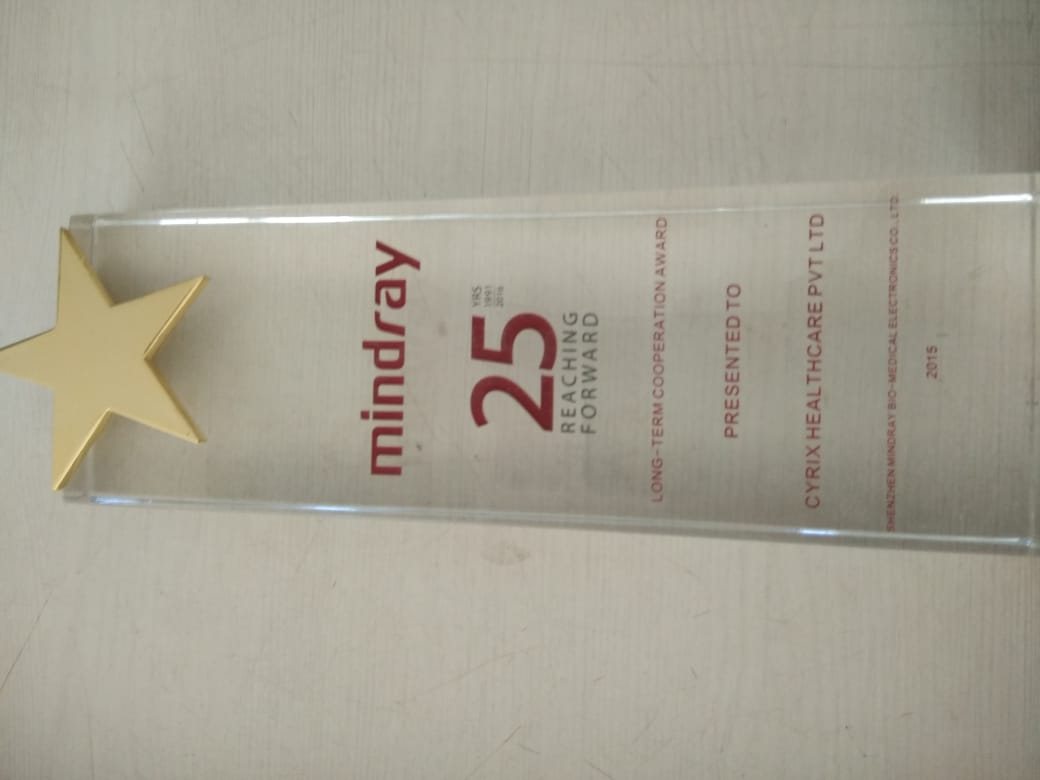 mindray
25 YRS
1991
2016
REACHING
FORWARD
LONG-TERM COOPERATION AWARD
PRESENTED TO
CYRIX HEALTHCARE PVT LTD
SHENZHEN MINDRAY BIO-MEDICAL ELECTRONICS CO., LTD
2015